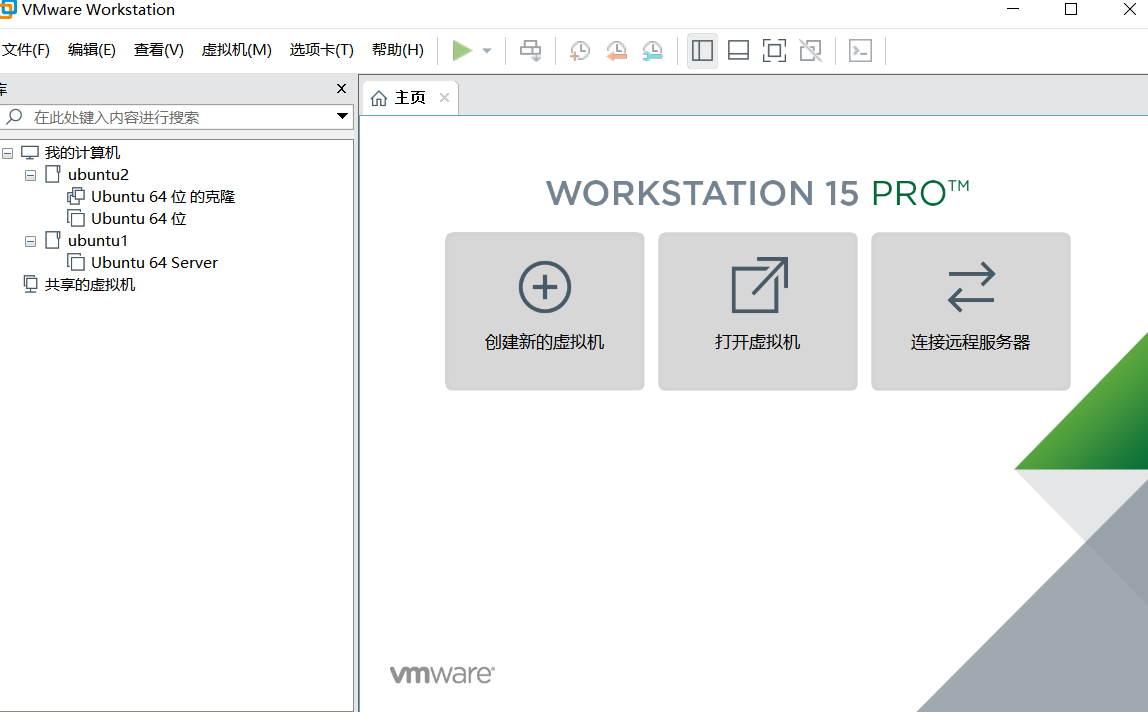 VMware Workstation
文件(F) 编辑(E) 查看(V) 虚拟机(M) 选项卡(T) 帮助(H)
库
主页
在此处键入内容进行搜索
我的计算机
ubuntu2
Ubuntu 64 位 的克隆
Ubuntu 64 位
ubuntu1
Ubuntu 64 Server
共享的虚拟机
WORKSTATION 15 PRO™
创建新的虚拟机
打开虚拟机
连接远程服务器
vmware®